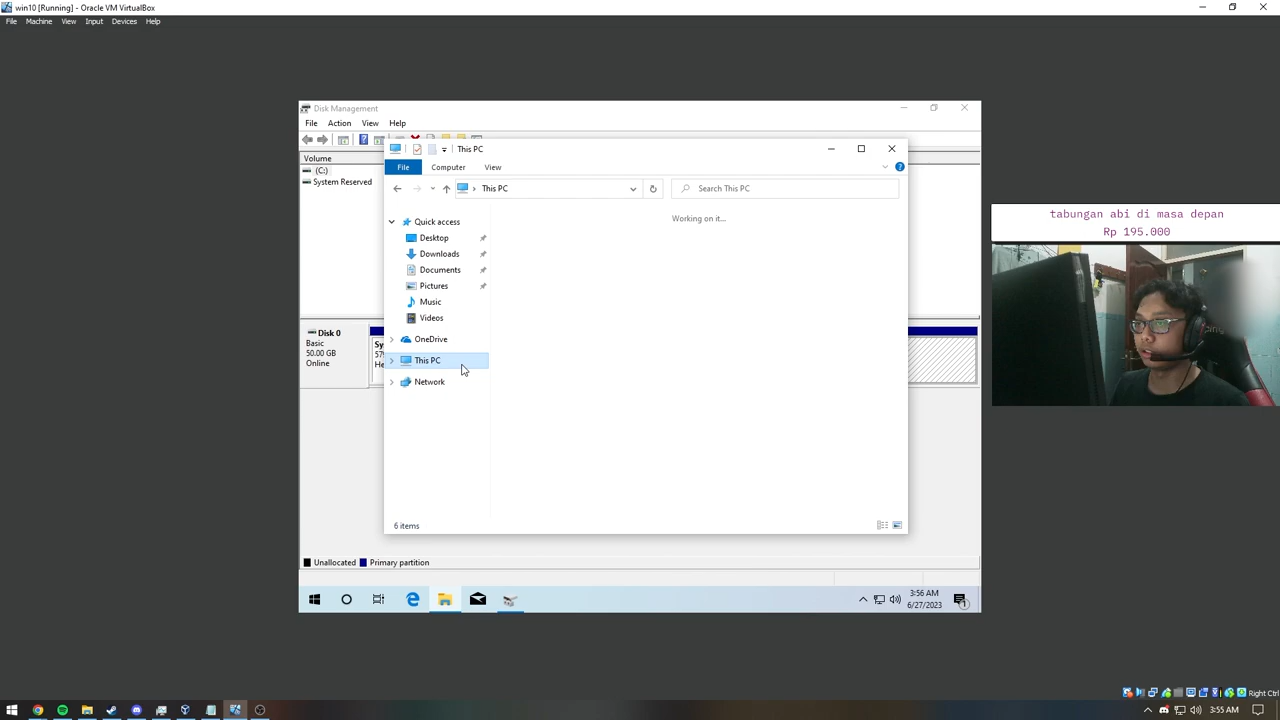 win10 [Running] - Oracle VM VirtualBox
File Machine View Input Devices Help
Disk Management
File Action View Help
This PC
Volume
File Computer View
(C:)
System Reserved
This PC
Search This PC
Working on it...
Quick access
Desktop
Downloads
Documents
Pictures
Music
Videos
OneDrive
This PC
Network
6 items
Disk 0
Basic
50.00 GB
Online
Sy
579
He
Unallocated Primary partition
3:56 AM
6/27/2023
1
tabungan abi di masa depan
Rp 195.000
Right Ctrl
3:55 AM